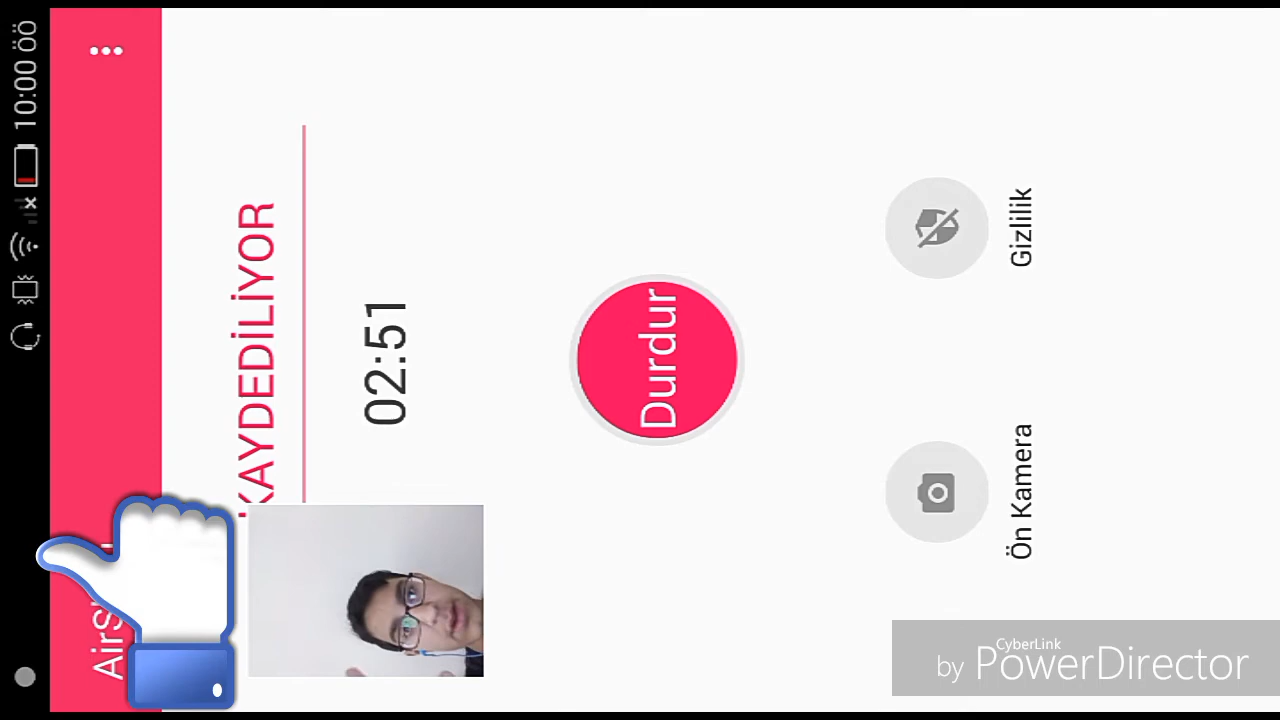 10:00 ÖÖ
KAYDEDİLİYOR
02:51
Durdur
Ön Kamera
Gizlilik
by CyberLink
PowerDirector